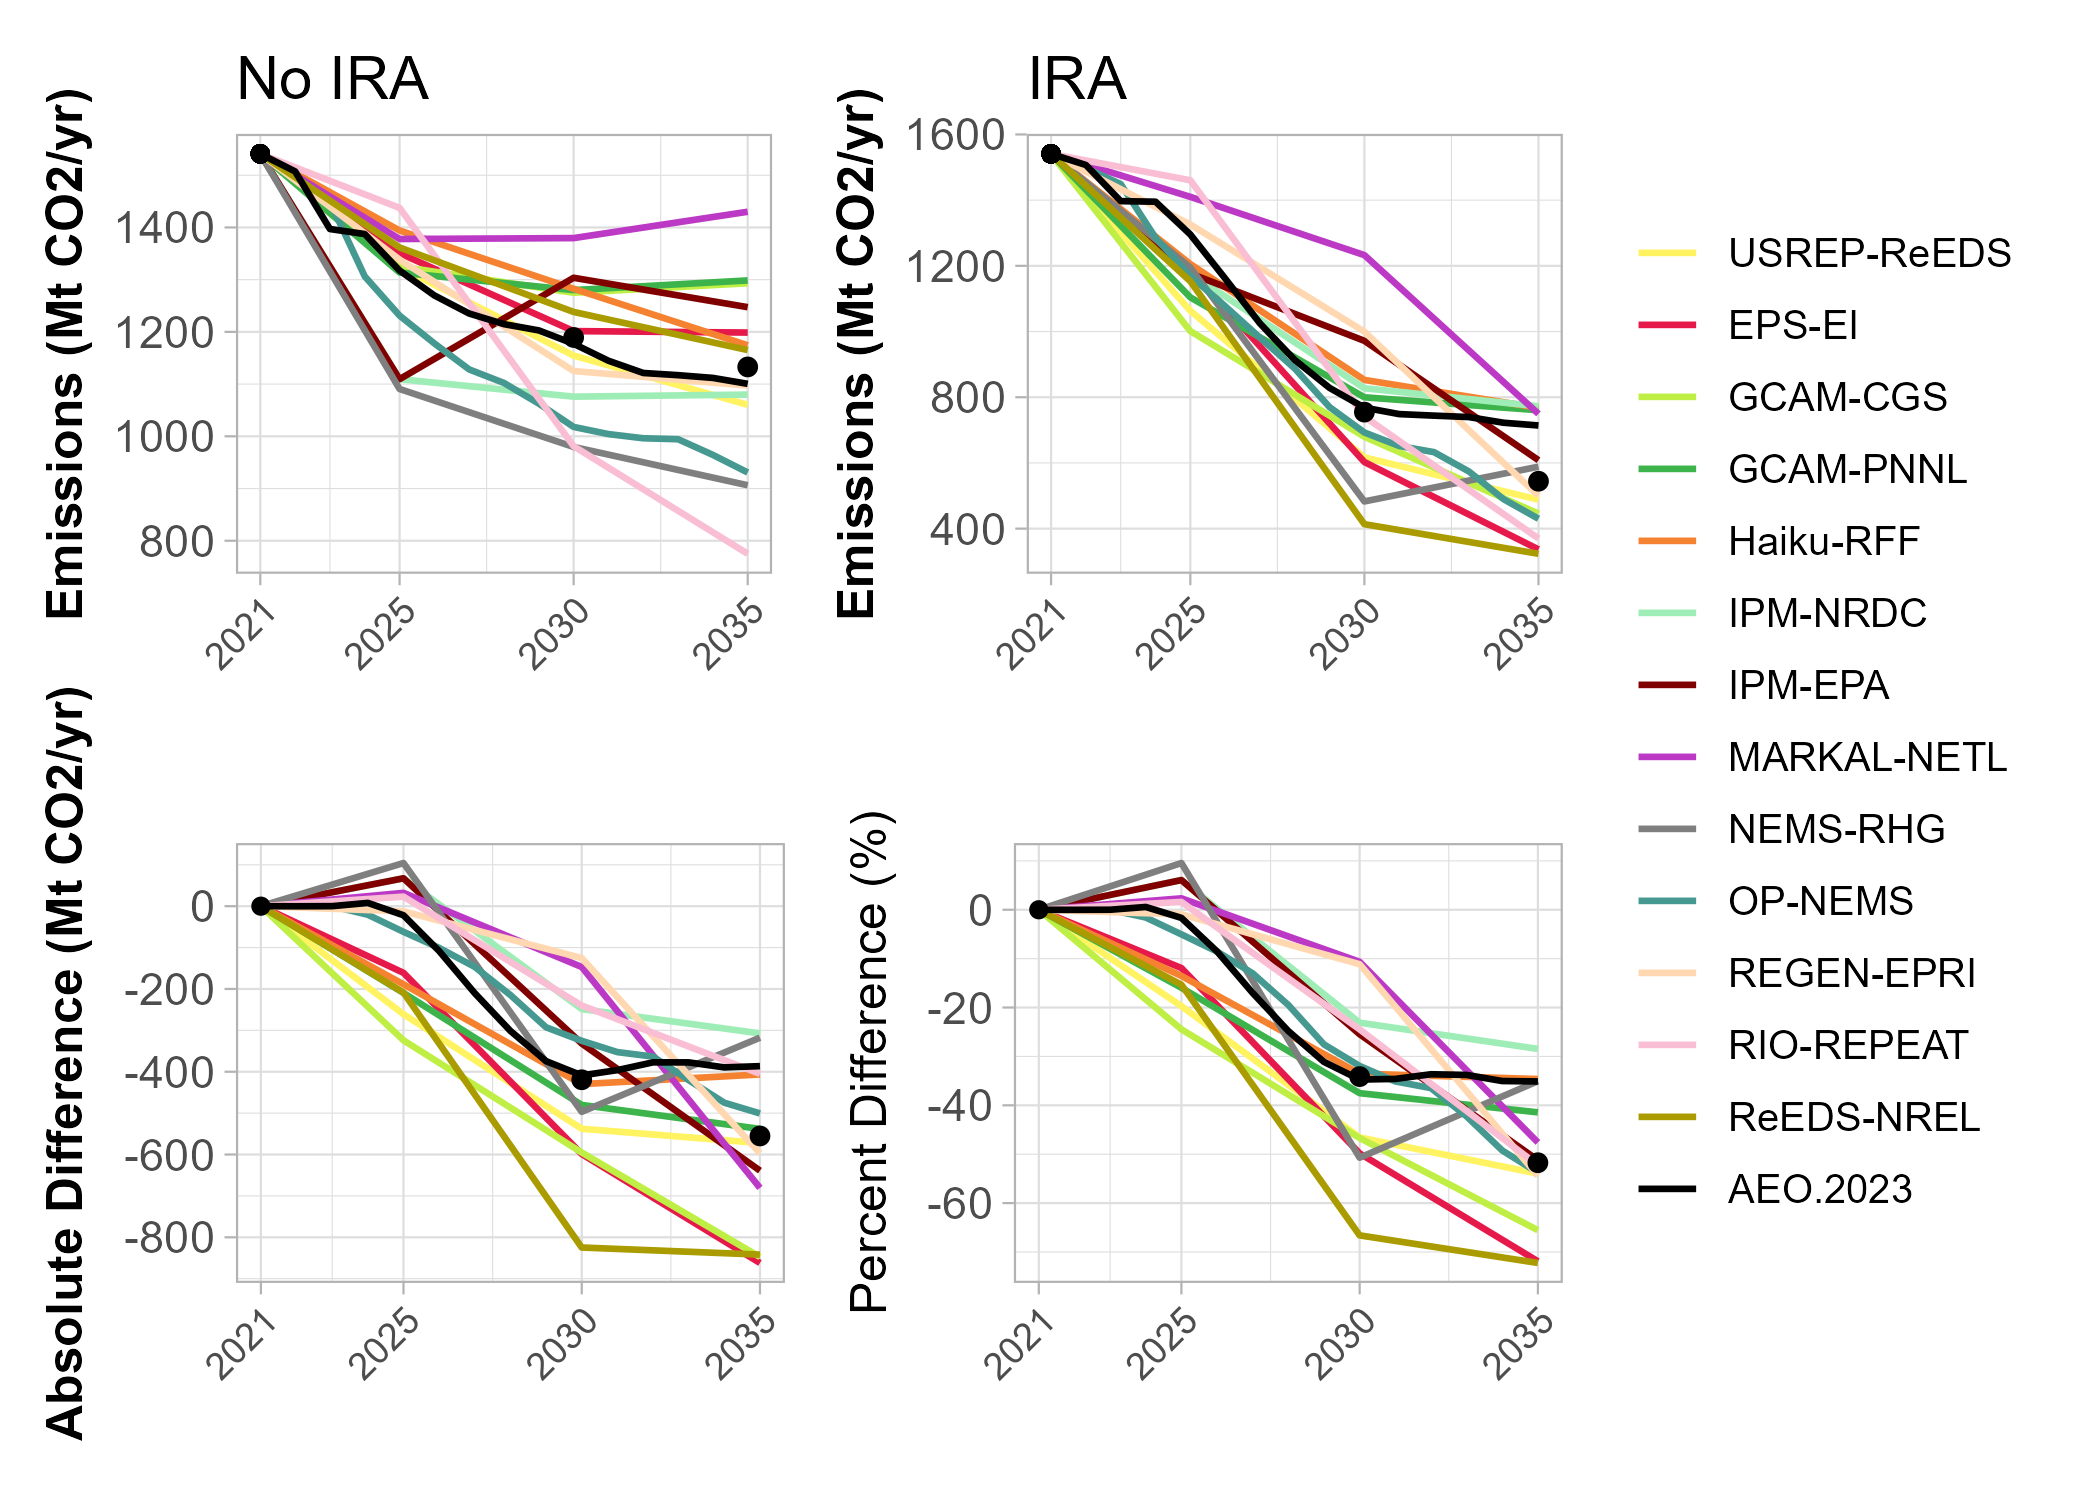 No IRA
Emissions (Mt CO2/yr)
1400
1200
1000
800
2021
2025
2030
2035
IRA
Emissions (Mt CO2/yr)
1600
1200
800
400
2021
2025
2030
2035
Absolute Difference (Mt CO2/yr)
0
-200
-400
-600
-800
2021
2025
2030
2035
Percent Difference (%)
0
-20
-40
-60
2021
2025
2030
2035
USREP-ReEDS
EPS-EI
GCAM-CGS
GCAM-PNNL
Haiku-RFF
IPM-NRDC
IPM-EPA
MARKAL-NETL
NEMS-RHG
OP-NEMS
REGEN-EPRI
RIO-REPEAT
ReEDS-NREL
AEO.2023